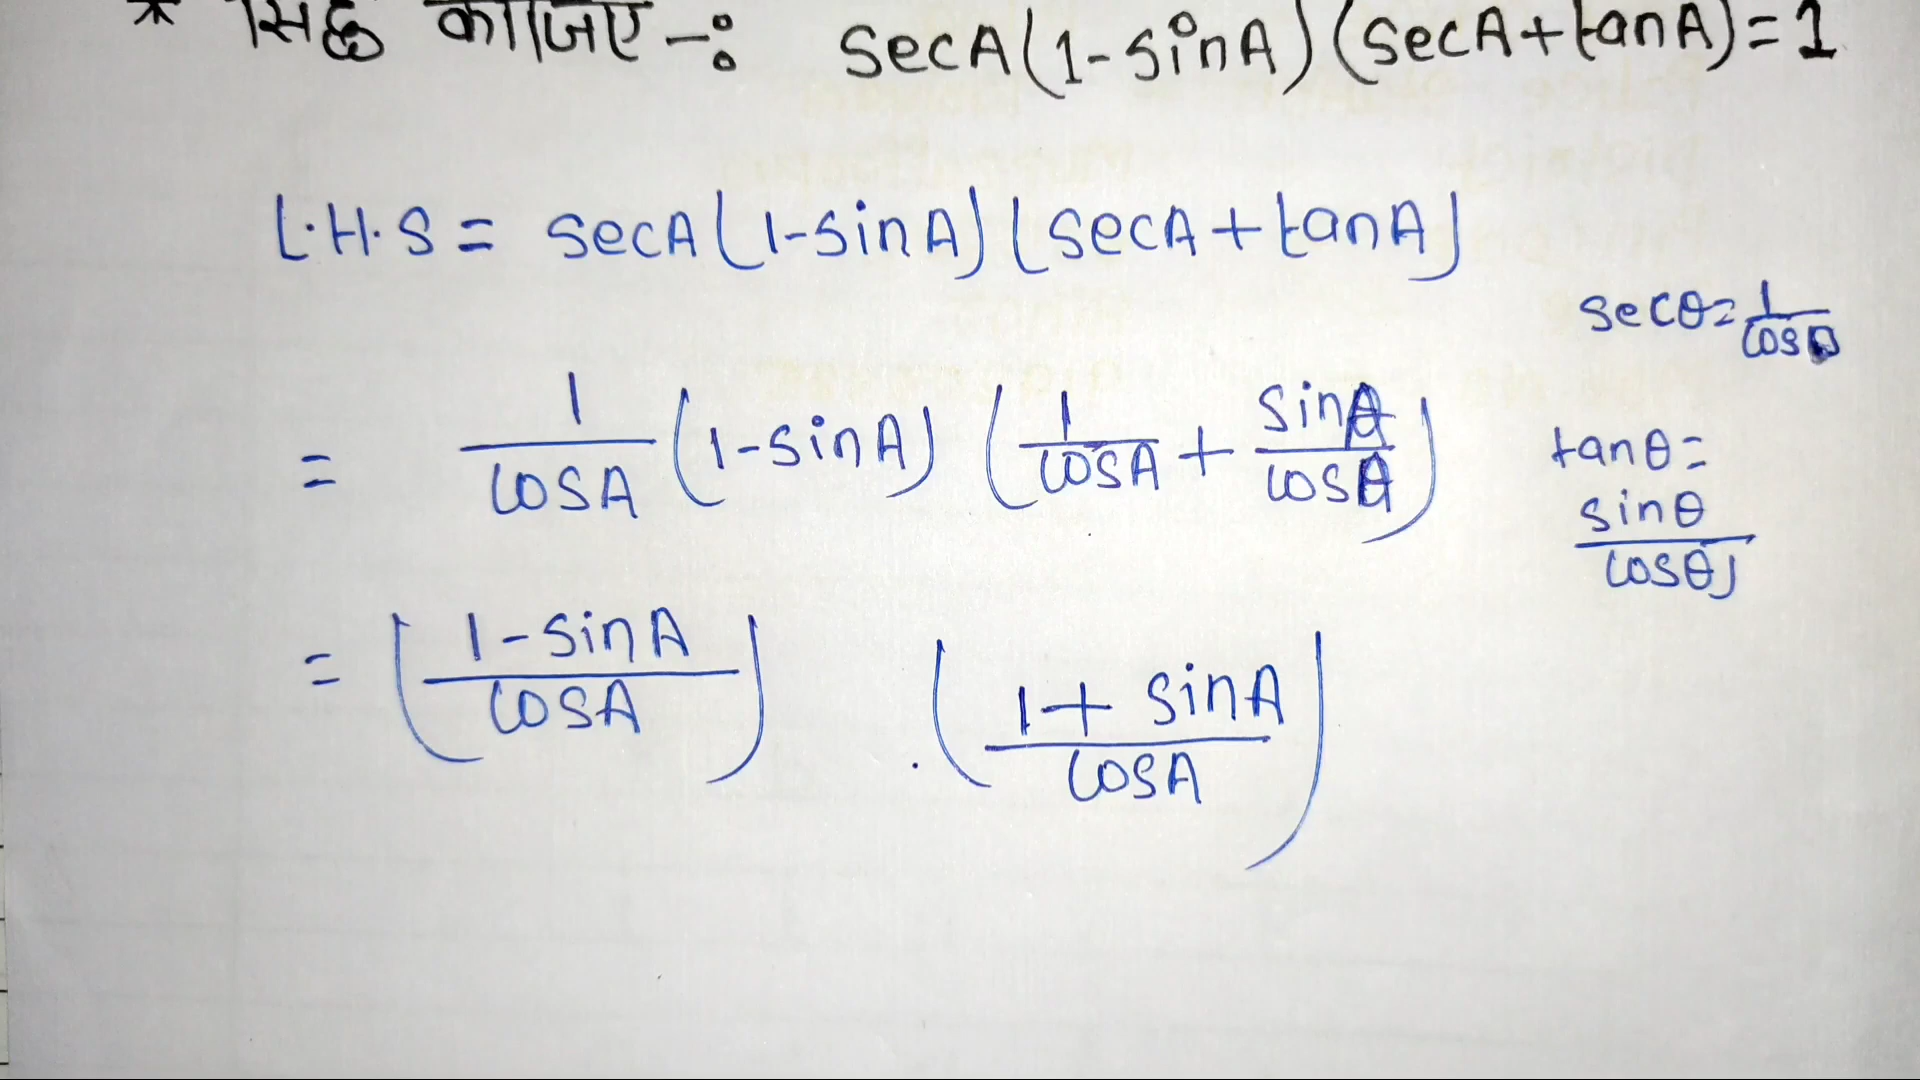 * सिद्ध कीजिए -: secA(1-sinA)(secA+tanA)=1
L.H.S = secA(1-sinA)(secA+tanA)
secθ=1/cosθ
= 1/cosA (1-sinA) (1/cosA + sinA/cosA)
tanθ=
sinθ/cosθ
= (1-sinA/cosA) . (1+sinA/cosA)